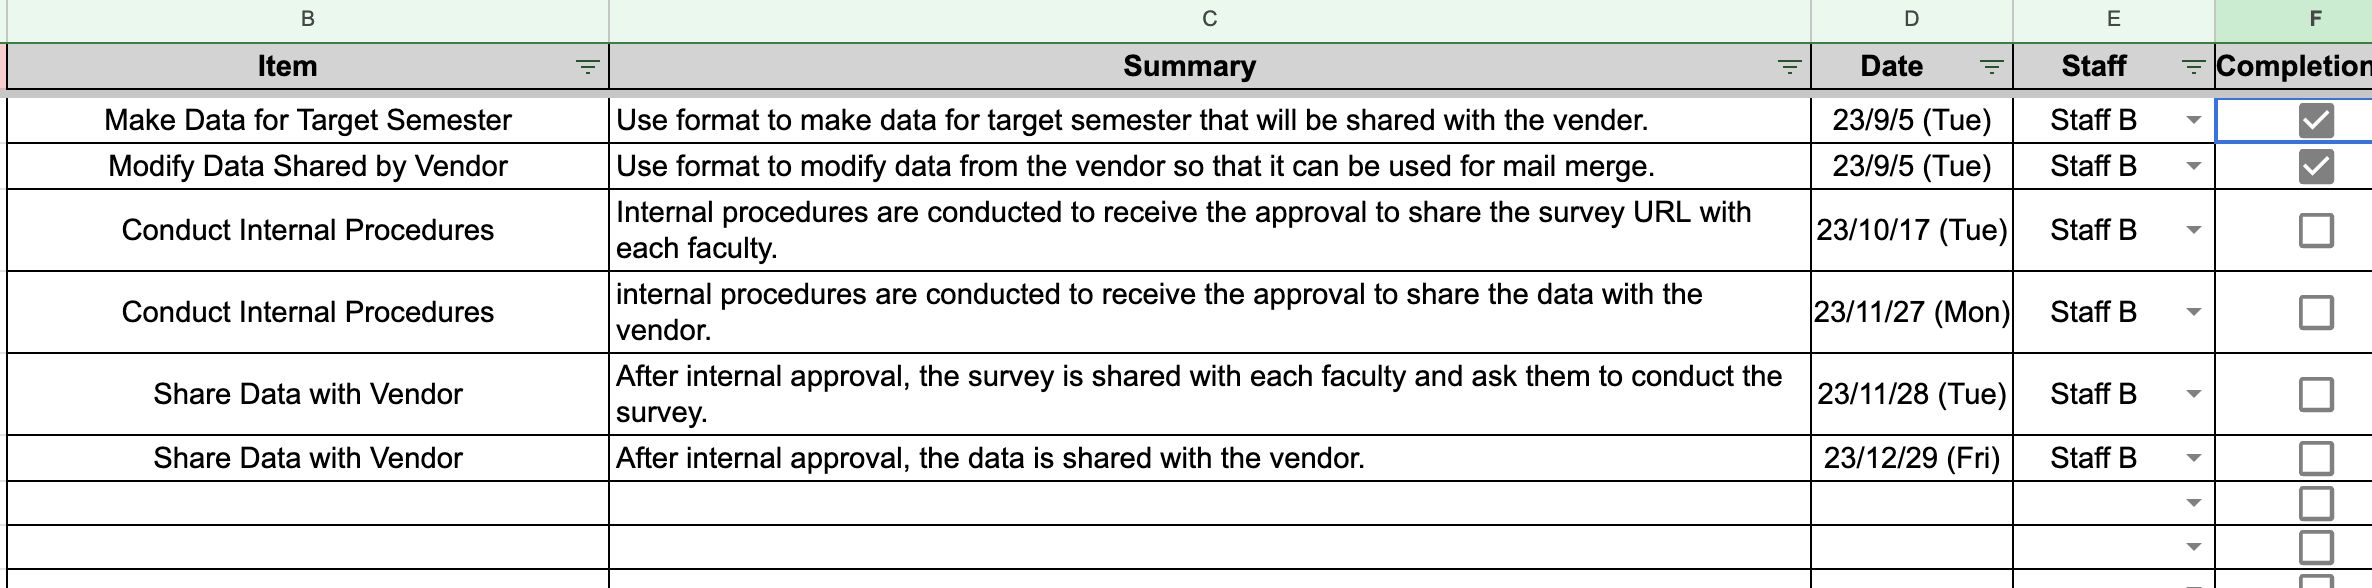 B C D E F
Item Summary Date Staff Completion
Make Data for Target Semester Use format to make data for target semester that will be shared with the vender. 23/9/5 (Tue) Staff B
Modify Data Shared by Vendor Use format to modify data from the vendor so that it can be used for mail merge. 23/9/5 (Tue) Staff B
Conduct Internal Procedures Internal procedures are conducted to receive the approval to share the survey URL with
each faculty. 23/10/17 (Tue) Staff B
Conduct Internal Procedures internal procedures are conducted to receive the approval to share the data with the
vendor. 23/11/27 (Mon) Staff B
Share Data with Vendor After internal approval, the survey is shared with each faculty and ask them to conduct the
survey. 23/11/28 (Tue) Staff B
Share Data with Vendor After internal approval, the data is shared with the vendor. 23/12/29 (Fri) Staff B